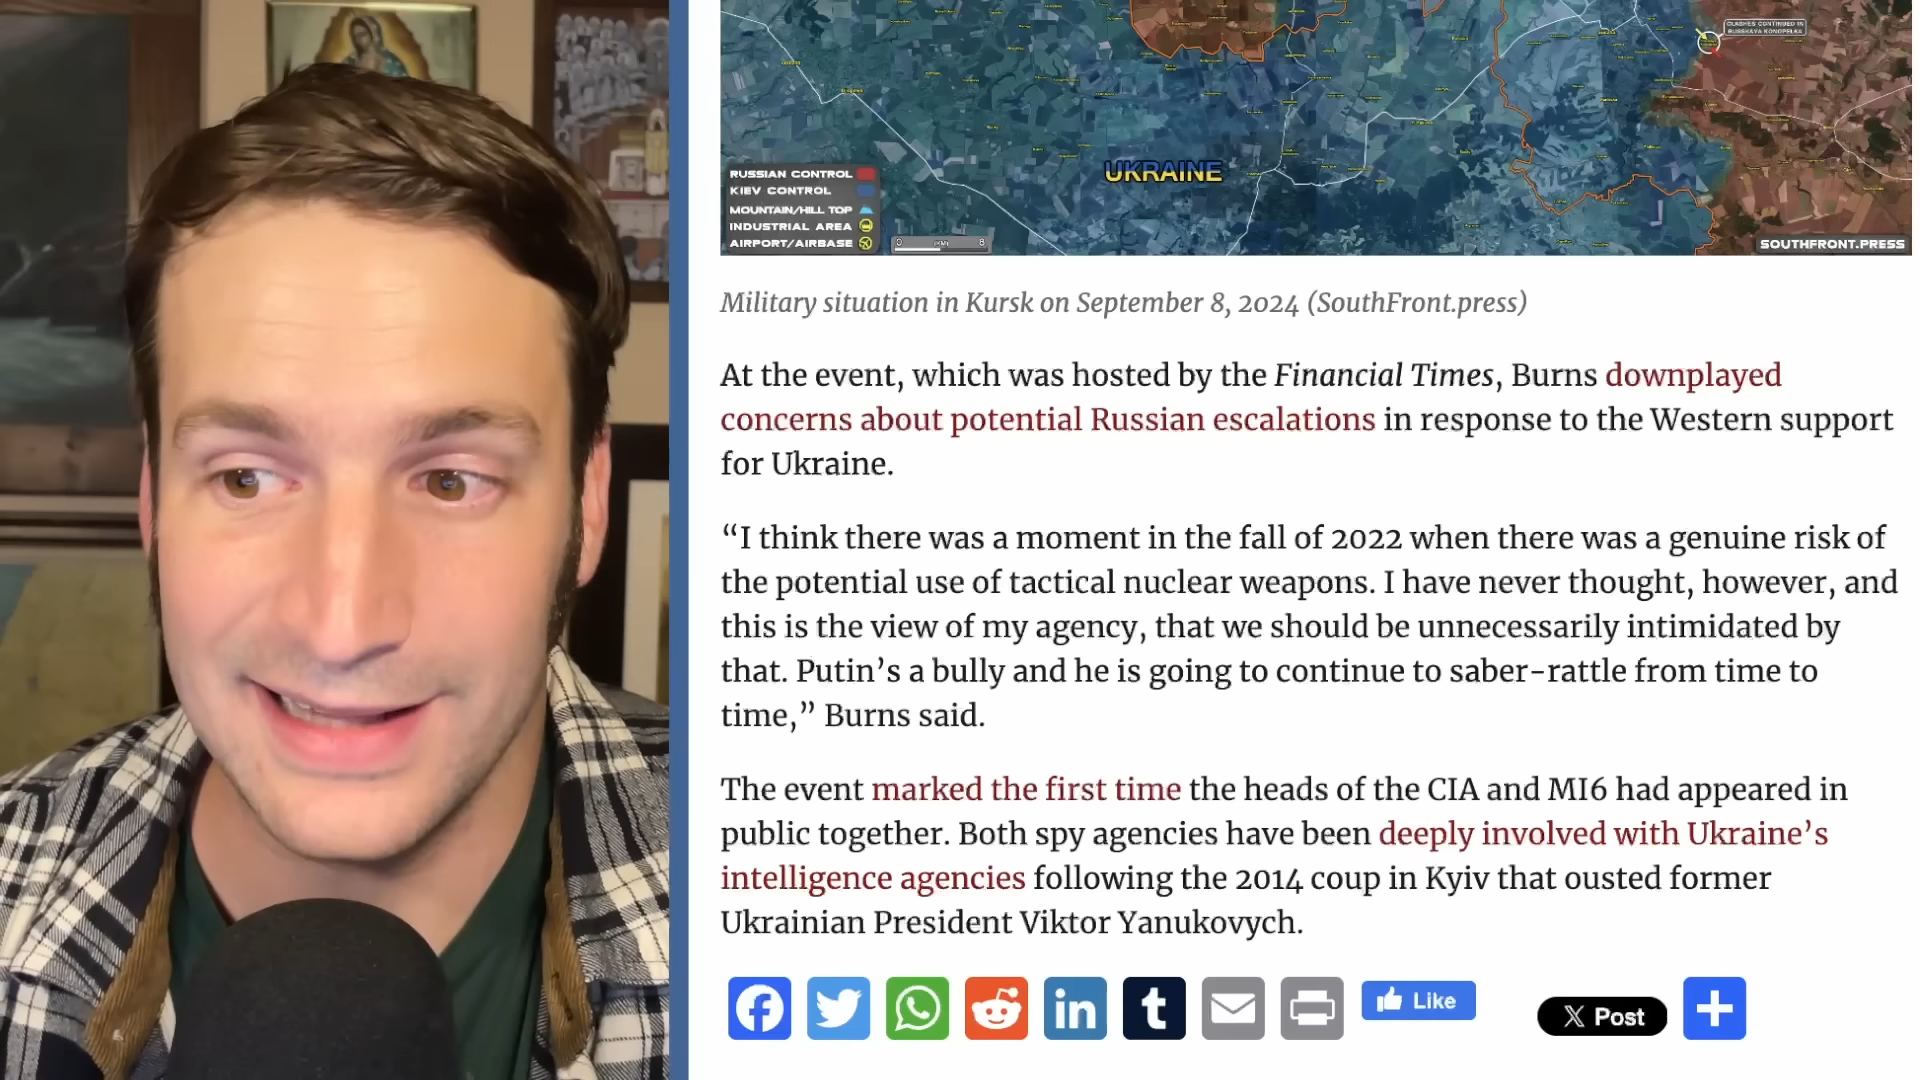 CLASHES CONTINUED IN
RUSSKAYA KONOPELKA
UKRAINE
RUSSIAN CONTROL
KIEV CONTROL
MOUNTAIN/HILL TOP
INDUSTRIAL AREA
AIRPORT/AIRBASE
0 (KM) 8
SOUTHFRONT.PRESS
Military situation in Kursk on September 8, 2024 (SouthFront.press)
At the event, which was hosted by the Financial Times, Burns downplayed
concerns about potential Russian escalations in response to the Western support
for Ukraine.
“I think there was a moment in the fall of 2022 when there was a genuine risk of
the potential use of tactical nuclear weapons. I have never thought, however, and
this is the view of my agency, that we should be unnecessarily intimidated by
that. Putin’s a bully and he is going to continue to saber-rattle from time to
time,” Burns said.
The event marked the first time the heads of the CIA and MI6 had appeared in
public together. Both spy agencies have been deeply involved with Ukraine’s
intelligence agencies following the 2014 coup in Kyiv that ousted former
Ukrainian President Viktor Yanukovych.
Like
X Post